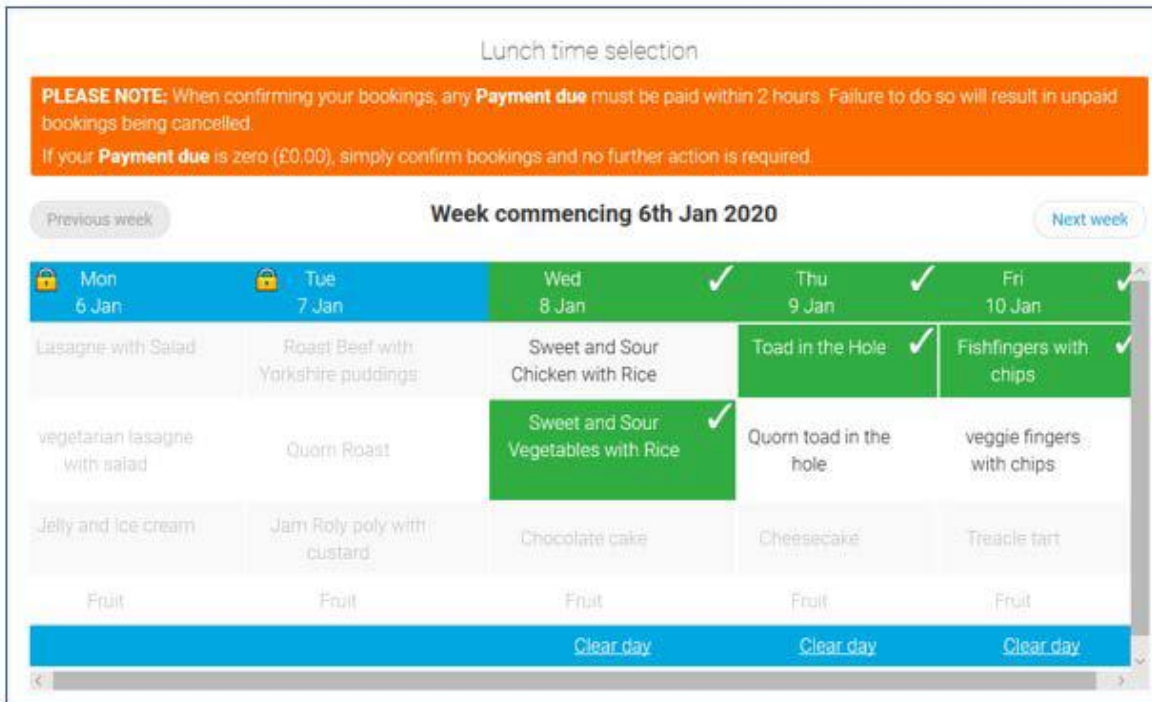 Lunch time selection
PLEASE NOTE: When confirming your bookings, any Payment due must be paid within 2 hours. Failure to do so will result in unpaid
bookings being cancelled.
If your Payment due is zero (£0.00), simply confirm bookings and no further action is required.
Previous week
Week commencing 6th Jan 2020
Next week
Mon Tue Wed Thu Fri
6 Jan 7 Jan 8 Jan 9 Jan 10 Jan
Lasagne with Salad Roast Beef with Sweet and Sour Toad in the Hole Fishfingers with
Yorkshire puddings Chicken with Rice chips
vegetarian lasagne Quorn Roast Sweet and Sour Quorn toad in the veggie fingers
with salad Vegetables with Rice hole with chips
Jelly and Ice cream Jam Roly poly with Chocolate cake Cheesecake Treacle tart
custard
Fruit Fruit Fruit Fruit Fruit
Clear day Clear day Clear day